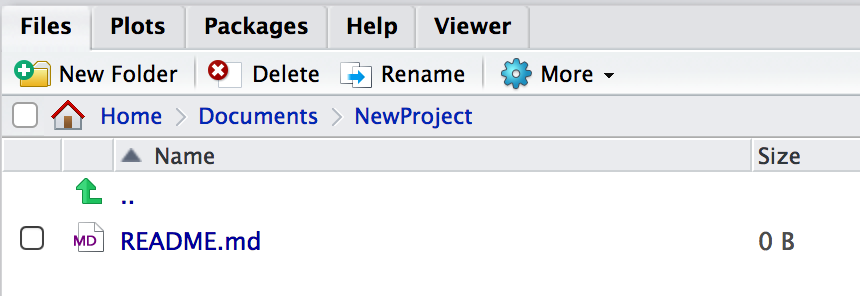 Files Plots Packages Help Viewer
New Folder Delete Rename More
Home Documents NewProject
Name Size
..
MD README.md 0 B